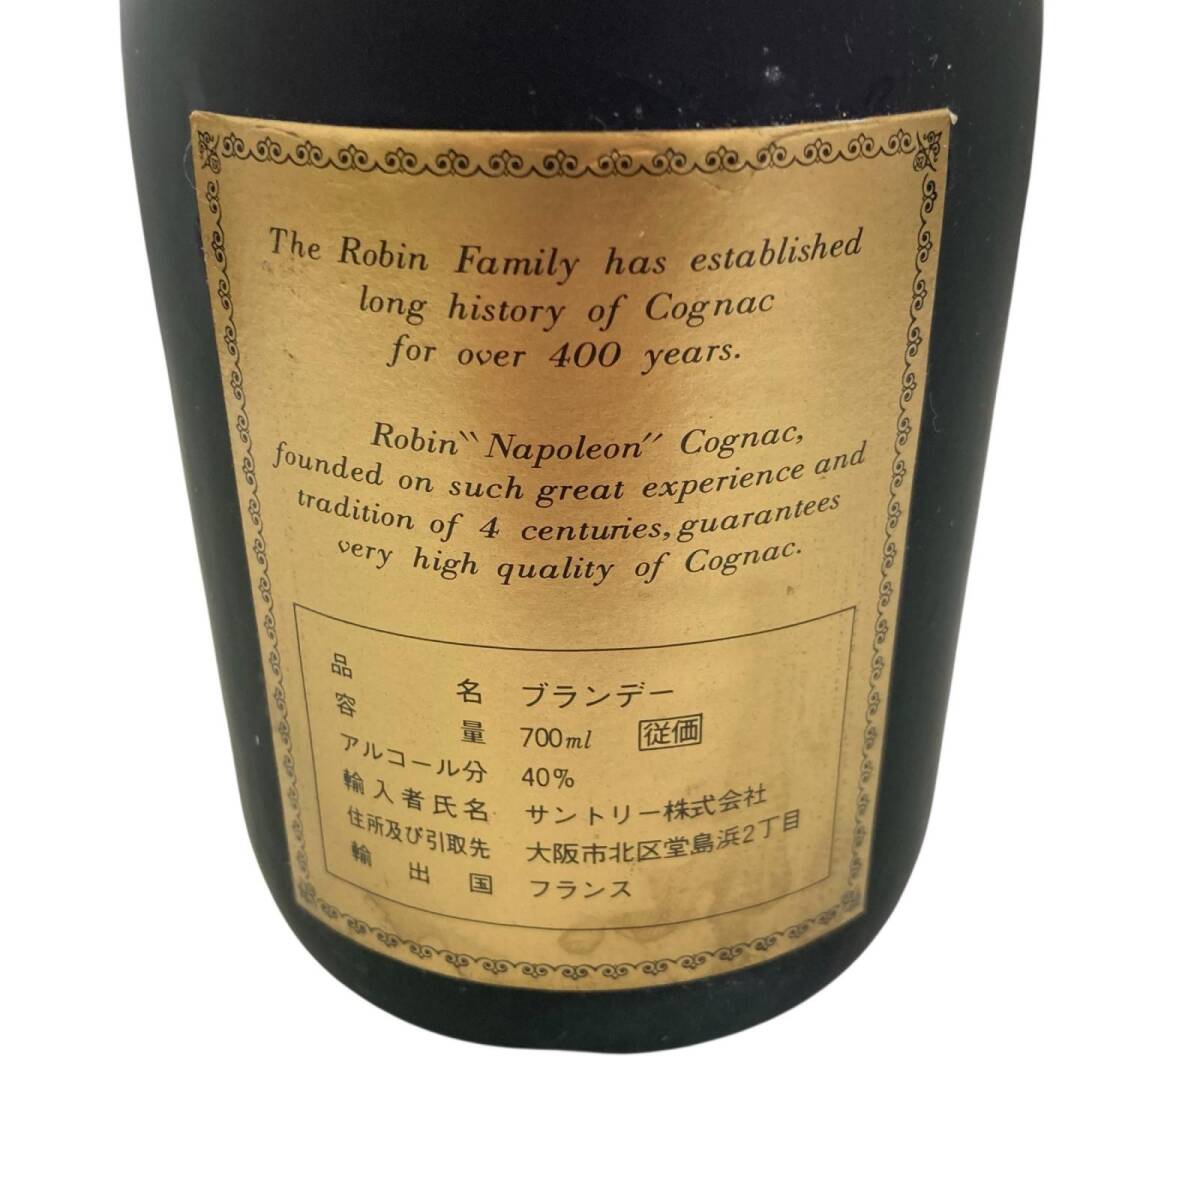 The Robin Family has established
long history of Cognac
for over 400 years.
Robin "Napoleon" Cognac,
founded on such great experience and
tradition of 4 centuries, guarantees
very high quality of Cognac.
品名 ブランデー
容量 700ml 従価
アルコール分 40%
輸入者氏名 サントリー株式会社
住所及び引取先 大阪市北区堂島浜2丁目
輸出国 フランス